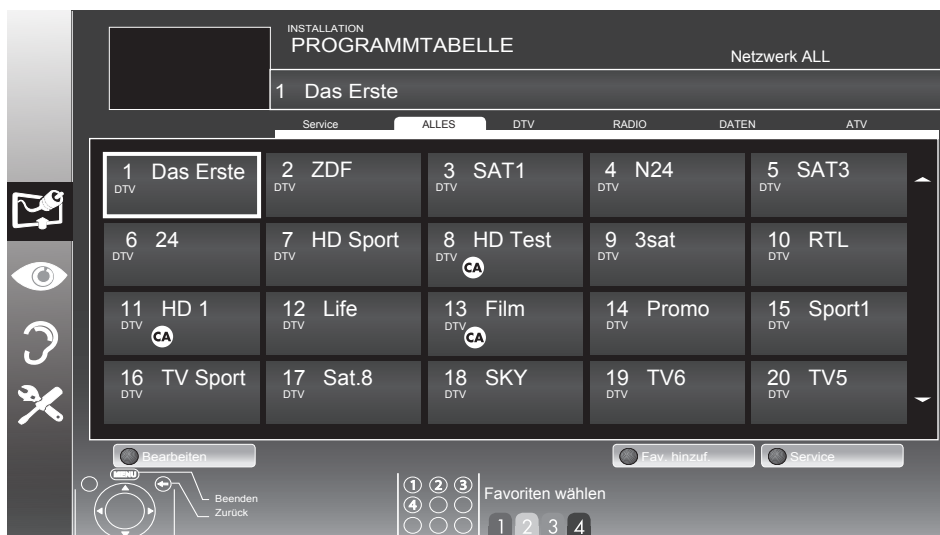 INSTALLATION
PROGRAMMTABELLE
Netzwerk ALL
1 Das Erste
Service ALLES DTV RADIO DATEN ATV
1 Das Erste
DTV
2 ZDF
DTV
3 SAT1
DTV
4 N24
DTV
5 SAT3
DTV
6 24
DTV
7 HD Sport
DTV
8 HD Test
DTV CA
9 3sat
DTV
10 RTL
DTV
11 HD 1
DTV CA
12 Life
DTV
13 Film
DTV CA
14 Promo
DTV
15 Sport1
DTV
16 TV Sport
DTV
17 Sat.8
DTV
18 SKY
DTV
19 TV6
DTV
20 TV5
DTV
Bearbeiten
Fav. hinzuf.
Service
MENU
Beenden
Zurück
1 2 3
4
Favoriten wählen
1 2 3 4